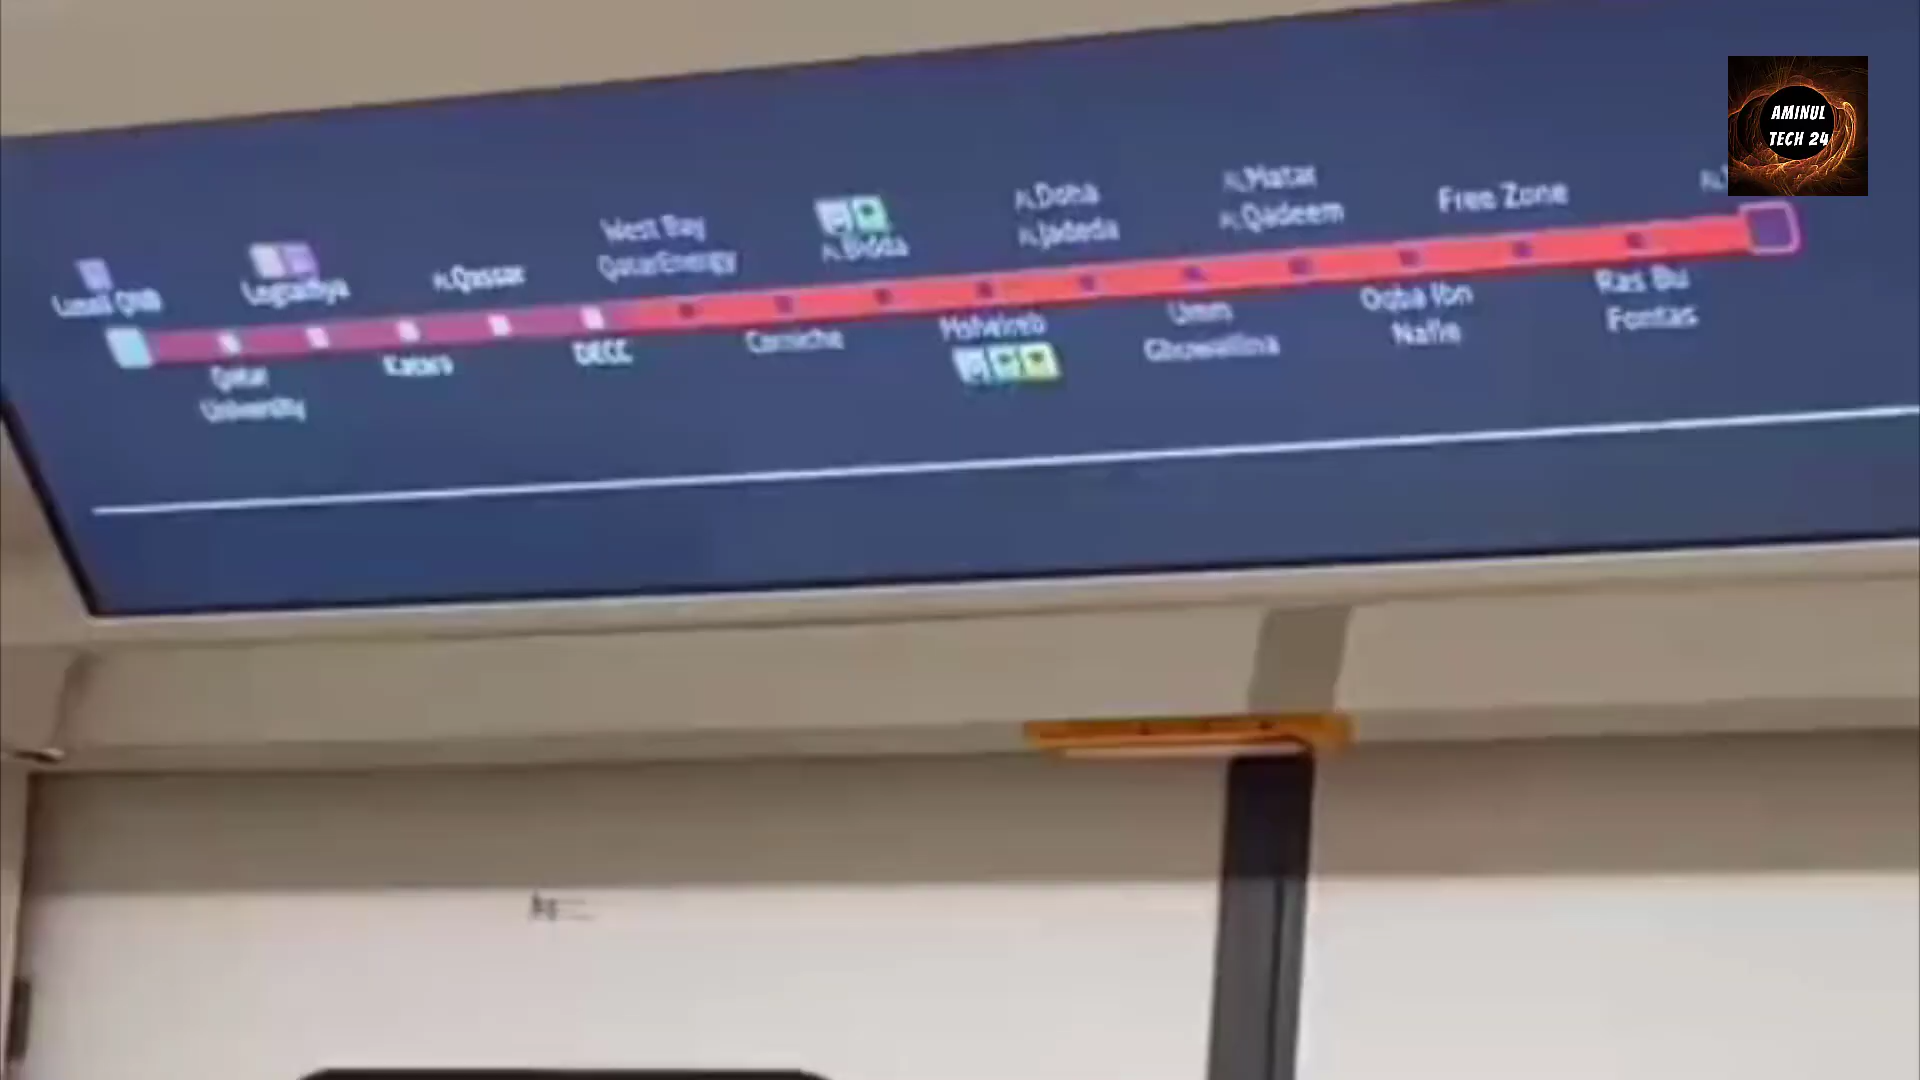 Lusail QNB
Legtaifiya
Al Qassar
West Bay
QatarEnergy
Al Bidda
Al Doha
Al Jadeda
Al Matar
Al Qadeem
Free Zone
Qatar
University
Katara
DECC
Corniche
Msheireb
Umm
Ghuwailina
Oqba Ibn
Nafie
Ras Bu
Fontas
AMINUL
TECH 24